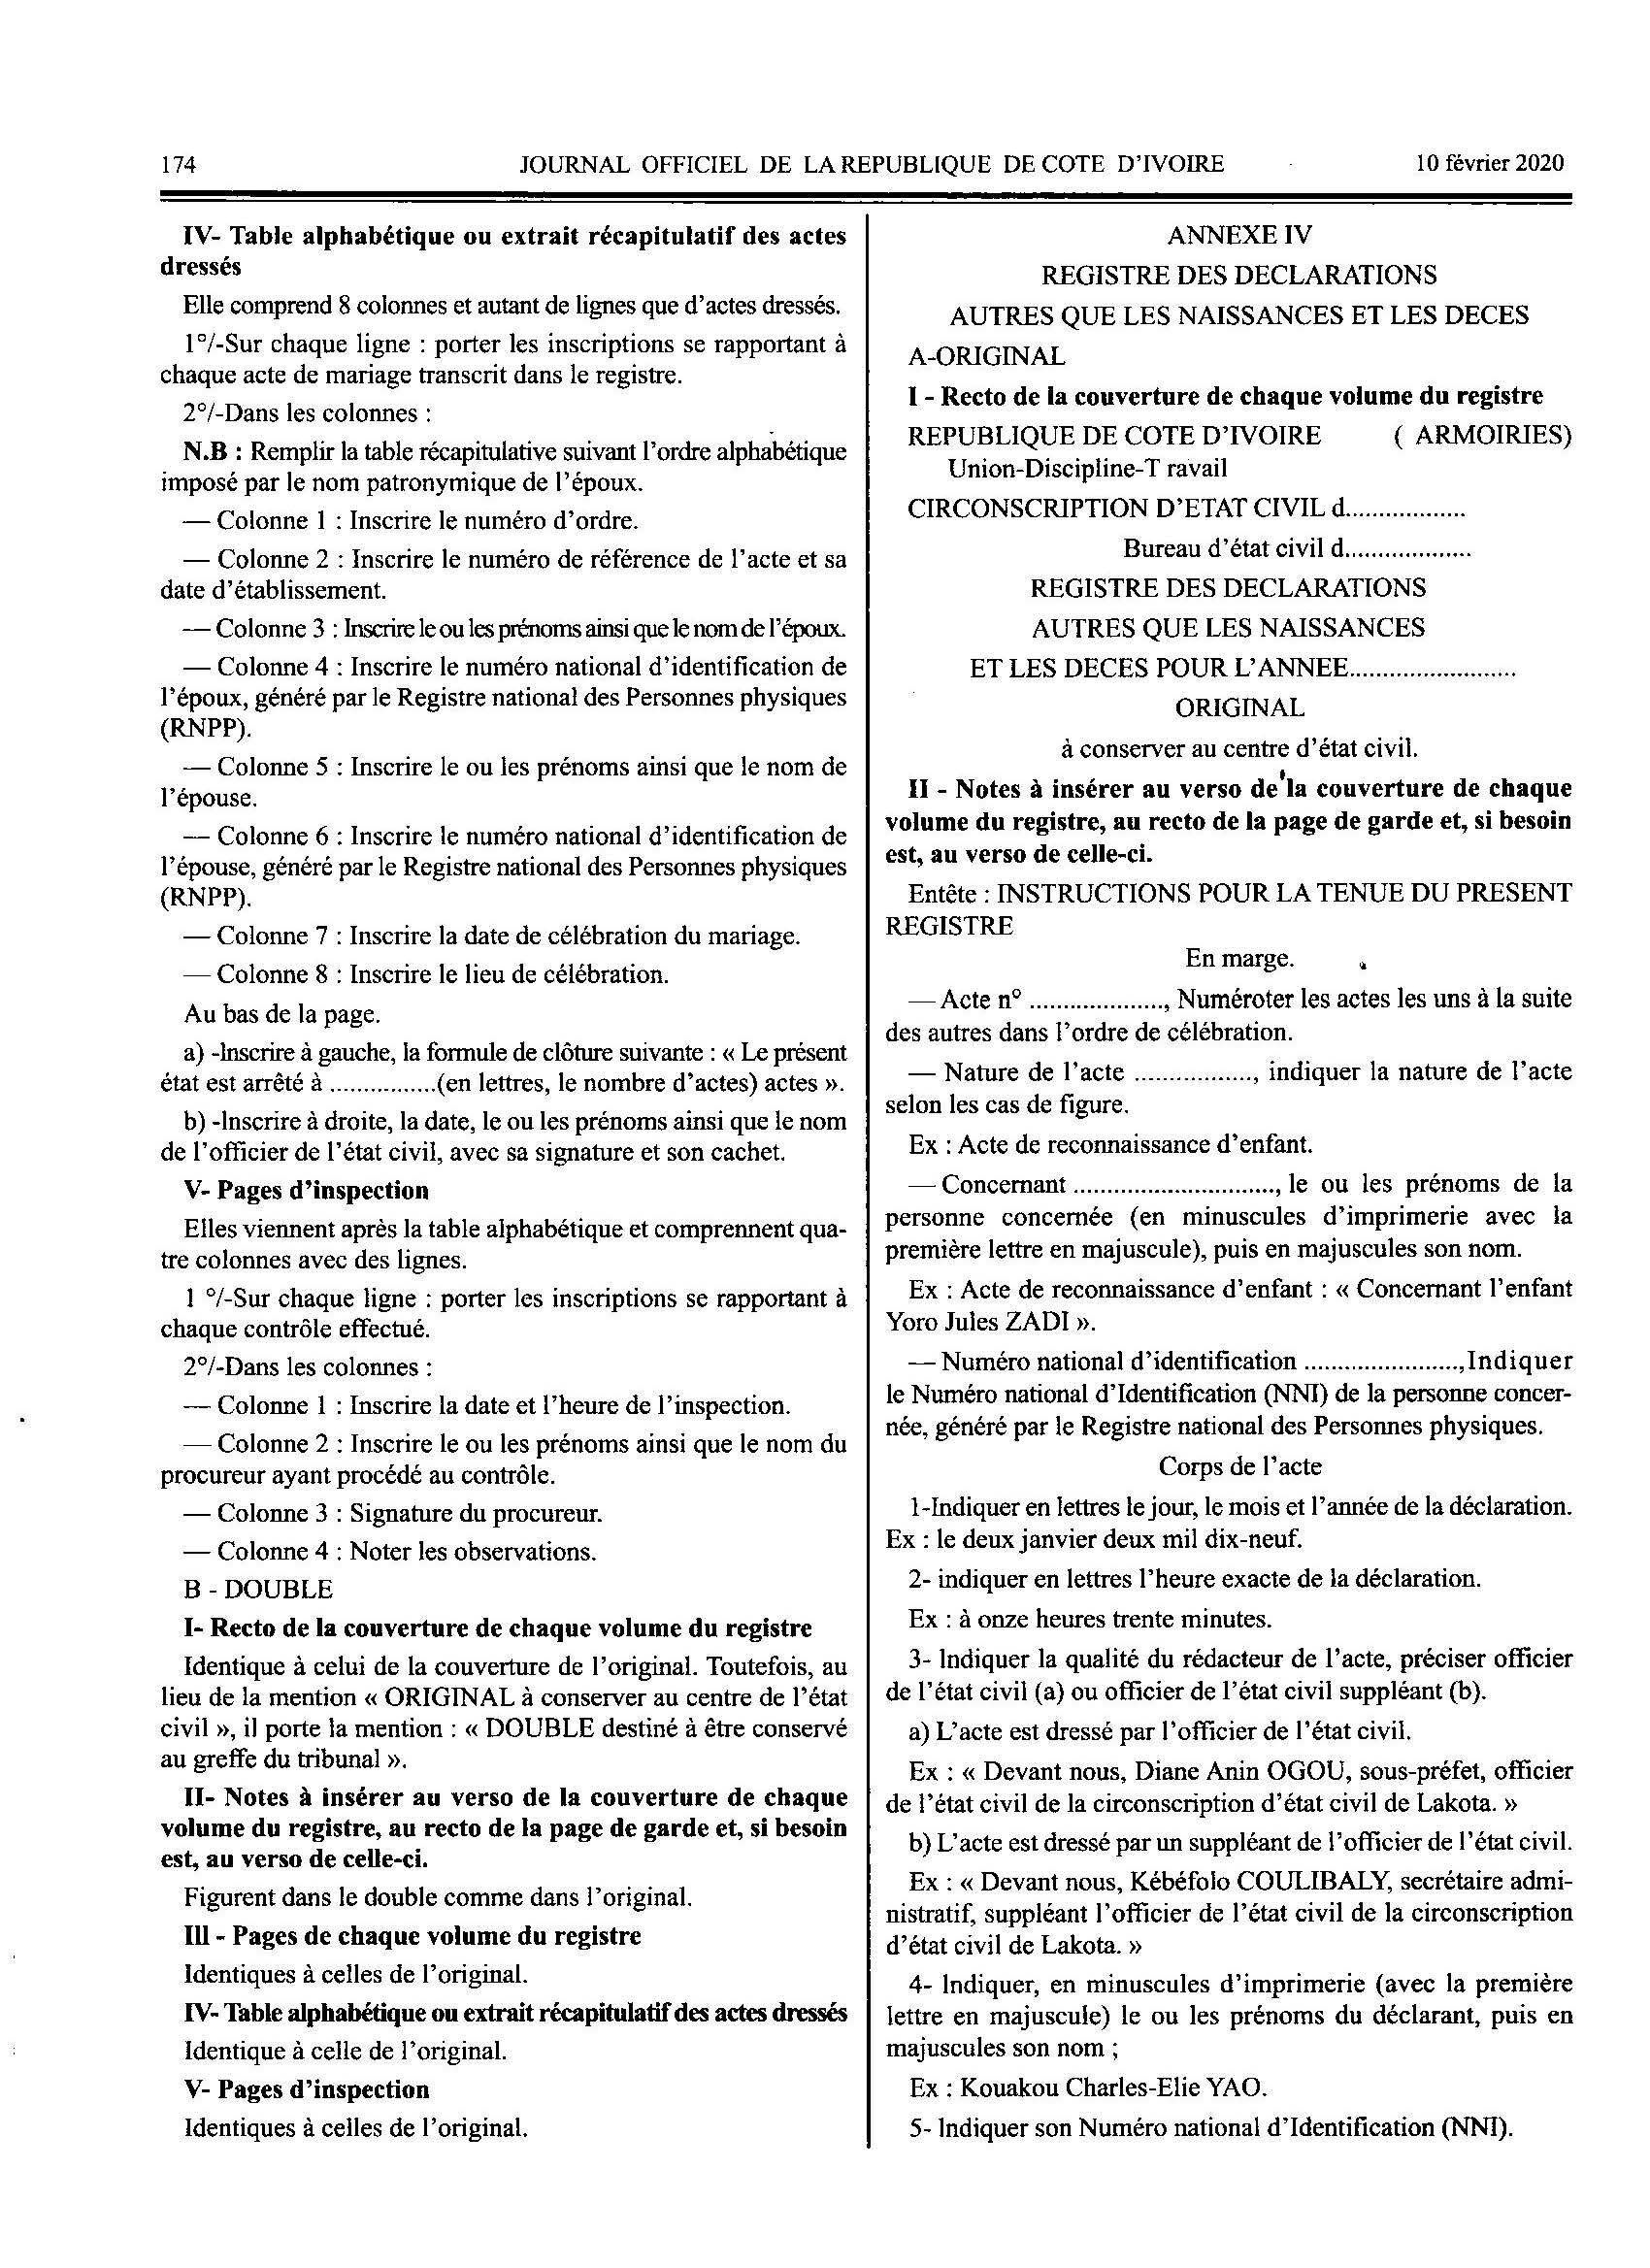 174
JOURNAL OFFICIEL DE LA REPUBLIQUE DE COTE D'IVOIRE
10 février 2020
IV- Table alphabétique ou extrait récapitulatif des actes
dressés
Elle comprend 8 colonnes et autant de lignes que d'actes dressés.
1°/-Sur chaque ligne : porter les inscriptions se rapportant à
chaque acte de mariage transcrit dans le registre.
2°/-Dans les colonnes :
N.B : Remplir la table récapitulative suivant l'ordre alphabétique
imposé par le nom patronymique de l'époux.
— Colonne 1 : Inscrire le numéro d'ordre.
— Colonne 2 : Inscrire le numéro de référence de l'acte et sa
date d'établissement.
— Colonne 3 : Inscrire le ou les prénoms ainsi que le nom de l'époux.
— Colonne 4 : Inscrire le numéro national d'identification de
l'époux, généré par le Registre national des Personnes physiques
(RNPP).
— Colonne 5 : Inscrire le ou les prénoms ainsi que le nom de
l'épouse.
— Colonne 6 : Inscrire le numéro national d'identification de
l'épouse, généré par le Registre national des Personnes physiques
(RNPP).
— Colonne 7 : Inscrire la date de célébration du mariage.
— Colonne 8 : Inscrire le lieu de célébration.
Au bas de la page.
a) -Inscrire à gauche, la formule de clôture suivante : « Le présent
état est arrêté à ................(en lettres, le nombre d'actes) actes ».
b) -Inscrire à droite, la date, le ou les prénoms ainsi que le nom
de l'officier de l'état civil, avec sa signature et son cachet.
V- Pages d'inspection
Elles viennent après la table alphabétique et comprennent qua-
tre colonnes avec des lignes.
1 °/-Sur chaque ligne : porter les inscriptions se rapportant à
chaque contrôle effectué.
2°/-Dans les colonnes :
— Colonne 1 : Inscrire la date et l'heure de l'inspection.
— Colonne 2 : Inscrire le ou les prénoms ainsi que le nom du
procureur ayant procédé au contrôle.
— Colonne 3 : Signature du procureur.
— Colonne 4 : Noter les observations.
B - DOUBLE
I- Recto de la couverture de chaque volume du registre
Identique à celui de la couverture de l'original. Toutefois, au
lieu de la mention « ORIGINAL à conserver au centre de l'état
civil », il porte la mention : « DOUBLE destiné à être conservé
au greffe du tribunal ».
II- Notes à insérer au verso de la couverture de chaque
volume du registre, au recto de la page de garde et, si besoin
est, au verso de celle-ci.
Figurent dans le double comme dans l'original.
III - Pages de chaque volume du registre
Identiques à celles de l'original.
IV- Table alphabétique ou extrait récapitulatif des actes dressés
Identique à celle de l'original.
V- Pages d'inspection
Identiques à celles de l'original.
ANNEXE IV
REGISTRE DES DECLARATIONS
AUTRES QUE LES NAISSANCES ET LES DECES
A-ORIGINAL
I - Recto de la couverture de chaque volume du registre
REPUBLIQUE DE COTE D'IVOIRE ( ARMOIRIES)
Union-Discipline-T ravail
CIRCONSCRIPTION D'ETAT CIVIL d..................
Bureau d'état civil d...................
REGISTRE DES DECLARATIONS
AUTRES QUE LES NAISSANCES
ET LES DECES POUR L'ANNEE.........................
ORIGINAL
à conserver au centre d'état civil.
II - Notes à insérer au verso de la couverture de chaque
volume du registre, au recto de la page de garde et, si besoin
est, au verso de celle-ci.
Entête : INSTRUCTIONS POUR LA TENUE DU PRESENT
REGISTRE
En marge.
— Acte n° ...................., Numéroter les actes les uns à la suite
des autres dans l'ordre de célébration.
— Nature de l'acte ................., indiquer la nature de l'acte
selon les cas de figure.
Ex : Acte de reconnaissance d'enfant.
— Concernant .............................., le ou les prénoms de la
personne concernée (en minuscules d'imprimerie avec la
première lettre en majuscule), puis en majuscules son nom.
Ex : Acte de reconnaissance d'enfant : « Concernant l'enfant
Yoro Jules ZADI ».
— Numéro national d'identification .......................,Indiquer
le Numéro national d'Identification (NNI) de la personne concer-
née, généré par le Registre national des Personnes physiques.
Corps de l'acte
1-Indiquer en lettres le jour, le mois et l'année de la déclaration.
Ex : le deux janvier deux mil dix-neuf.
2- indiquer en lettres l'heure exacte de la déclaration.
Ex : à onze heures trente minutes.
3- Indiquer la qualité du rédacteur de l'acte, préciser officier
de l'état civil (a) ou officier de l'état civil suppléant (b).
a) L'acte est dressé par l'officier de l'état civil.
Ex : « Devant nous, Diane Anin OGOU, sous-préfet, officier
de l'état civil de la circonscription d'état civil de Lakota. »
b) L'acte est dressé par un suppléant de l'officier de l'état civil.
Ex : « Devant nous, Kébéfolo COULIBALY, secrétaire admi-
nistratif, suppléant l'officier de l'état civil de la circonscription
d'état civil de Lakota. »
4- Indiquer, en minuscules d'imprimerie (avec la première
lettre en majuscule) le ou les prénoms du déclarant, puis en
majuscules son nom ;
Ex : Kouakou Charles-Elie YAO.
5- Indiquer son Numéro national d'Identification (NNI).